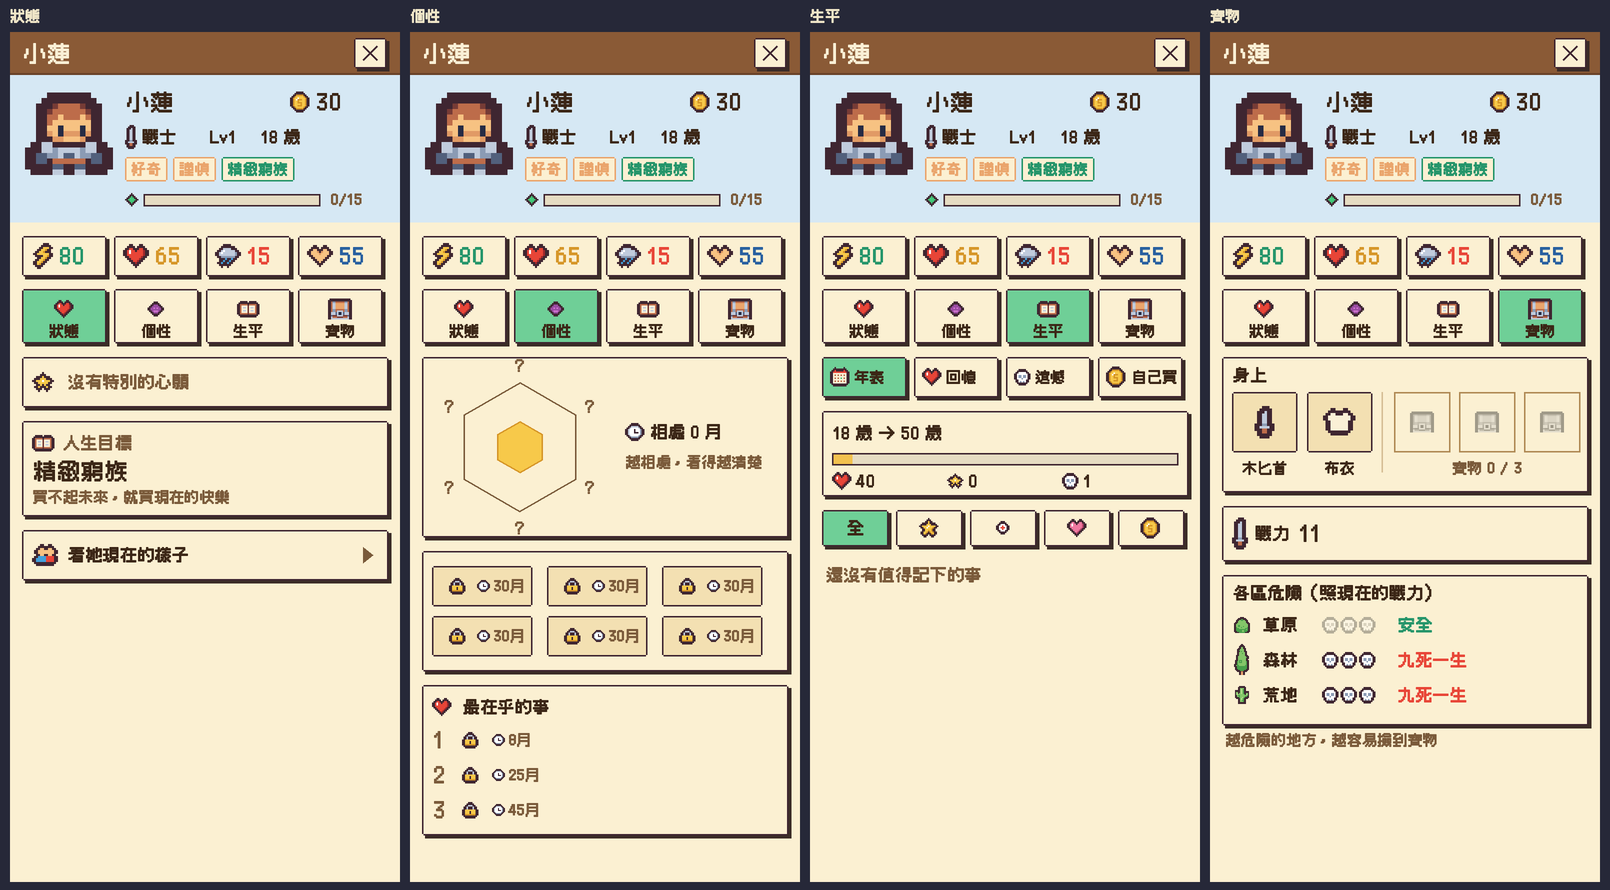 狀態
小蓮
小蓮 30
戰士 Lv1 18 歲
好奇 謹慎 精緻窮族
0/15
80 65 15 55
狀態 個性 生平 寶物
沒有特別的心願
人生目標
精緻窮族
買不起未來，就買現在的快樂
看她現在的樣子
個性
小蓮
小蓮 30
戰士 Lv1 18 歲
好奇 謹慎 精緻窮族
0/15
80 65 15 55
狀態 個性 生平 寶物
?
? ?
? ?
?
相處 0 月
越相處，看得越清楚
30月 30月 30月
30月 30月 30月
最在乎的事
1 8月
2 25月
3 45月
生平
小蓮
小蓮 30
戰士 Lv1 18 歲
好奇 謹慎 精緻窮族
0/15
80 65 15 55
狀態 個性 生平 寶物
年表 回憶 遺憾 自己買
18 歲 → 50 歲
40 0 1
全
還沒有值得記下的事
寶物
小蓮
小蓮 30
戰士 Lv1 18 歲
好奇 謹慎 精緻窮族
0/15
80 65 15 55
狀態 個性 生平 寶物
身上
木匕首 布衣 寶物 0 / 3
戰力 11
各區危險（照現在的戰力）
草原 安全
森林 九死一生
荒地 九死一生
越危險的地方，越容易撿到寶物